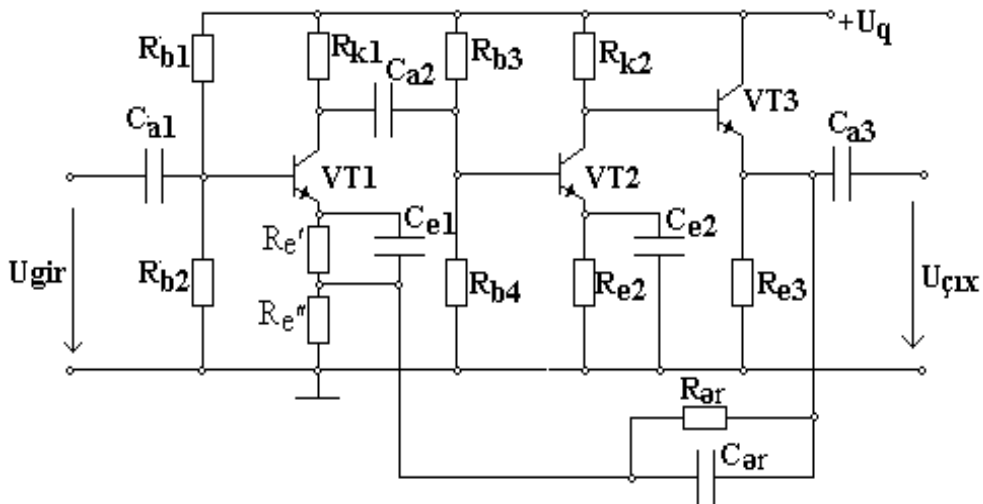 +Uq
Rb1
Rk1
Ca2
Rb3
Rk2
VT3
Ca1
Ca3
VT1
VT2
Ce1
Ce2
Re'
Ugir
Rb2
Rb4
Re2
Re3
Uçıx
Re"
Rər
Cər